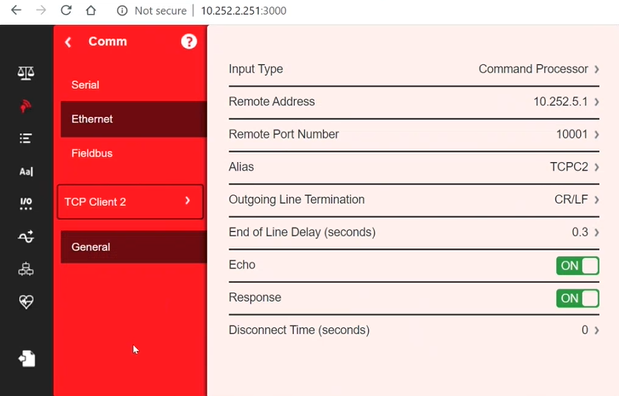 Not secure | 10.252.2.251:3000
Comm
?
Serial
Ethernet
Fieldbus
TCP Client 2
General
Aa|
I/O
Input Type Command Processor
Remote Address 10.252.5.1
Remote Port Number 10001
Alias TCPC2
Outgoing Line Termination CR/LF
End of Line Delay (seconds) 0.3
Echo ON
Response ON
Disconnect Time (seconds) 0